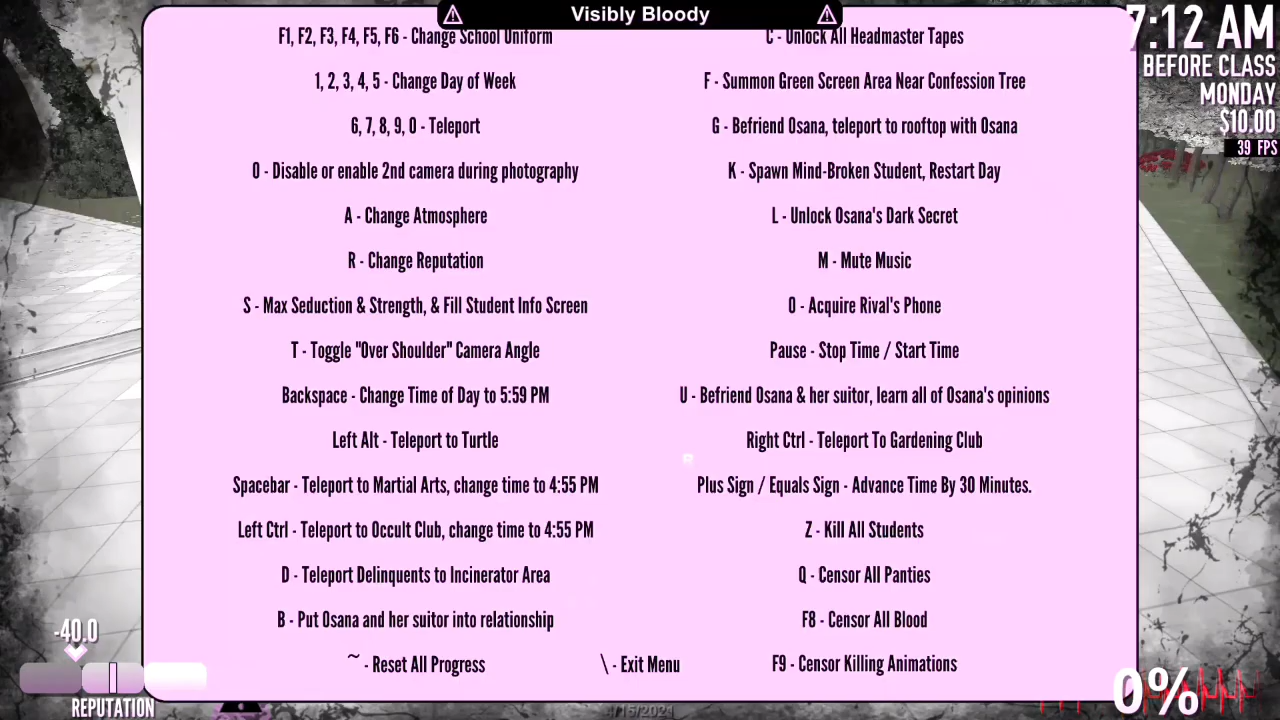 Visibly Bloody
F1, F2, F3, F4, F5, F6 - Change School Uniform
1, 2, 3, 4, 5 - Change Day of Week
6, 7, 8, 9, 0 - Teleport
O - Disable or enable 2nd camera during photography
A - Change Atmosphere
R - Change Reputation
S - Max Seduction & Strength, & Fill Student Info Screen
T - Toggle "Over Shoulder" Camera Angle
Backspace - Change Time of Day to 5:59 PM
Left Alt - Teleport to Turtle
Spacebar - Teleport to Martial Arts, change time to 4:55 PM
Left Ctrl - Teleport to Occult Club, change time to 4:55 PM
D - Teleport Delinquents to Incinerator Area
B - Put Osana and her suitor into relationship
~ - Reset All Progress
\ - Exit Menu
C - Unlock All Headmaster Tapes
F - Summon Green Screen Area Near Confession Tree
G - Befriend Osana, teleport to rooftop with Osana
K - Spawn Mind-Broken Student, Restart Day
L - Unlock Osana's Dark Secret
M - Mute Music
O - Acquire Rival's Phone
Pause - Stop Time / Start Time
U - Befriend Osana & her suitor, learn all of Osana's opinions
Right Ctrl - Teleport To Gardening Club
Plus Sign / Equals Sign - Advance Time By 30 Minutes.
Z - Kill All Students
Q - Censor All Panties
F8 - Censor All Blood
F9 - Censor Killing Animations
7:12 AM
BEFORE CLASS
MONDAY
$10.00
39 FPS
-40.0
REPUTATION
4/15/2024
0%